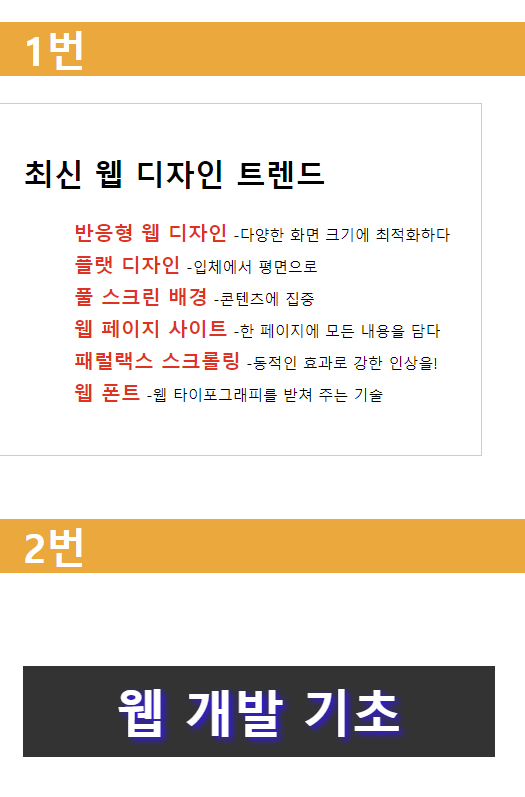 1번
최신 웹 디자인 트렌드
반응형 웹 디자인 -다양한 화면 크기에 최적화하다
플랫 디자인 -입체에서 평면으로
풀 스크린 배경 -콘텐츠에 집중
웹 페이지 사이트 -한 페이지에 모든 내용을 담다
패럴랙스 스크롤링 -동적인 효과로 강한 인상을!
웹 폰트 -웹 타이포그래피를 받쳐 주는 기술
2번
웹 개발 기초